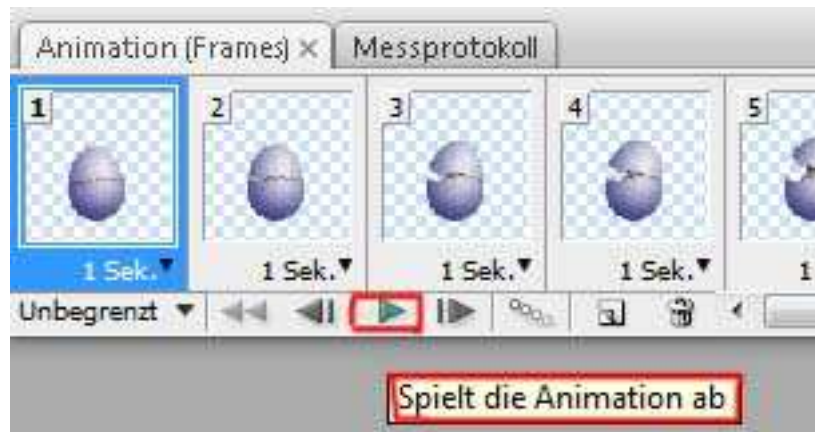 Animation (Frames) × Messprotokoll
1 2 3 4 5
1 Sek. 1 Sek. 1 Sek. 1 Sek. 1
Unbegrenzt
Spielt die Animation ab